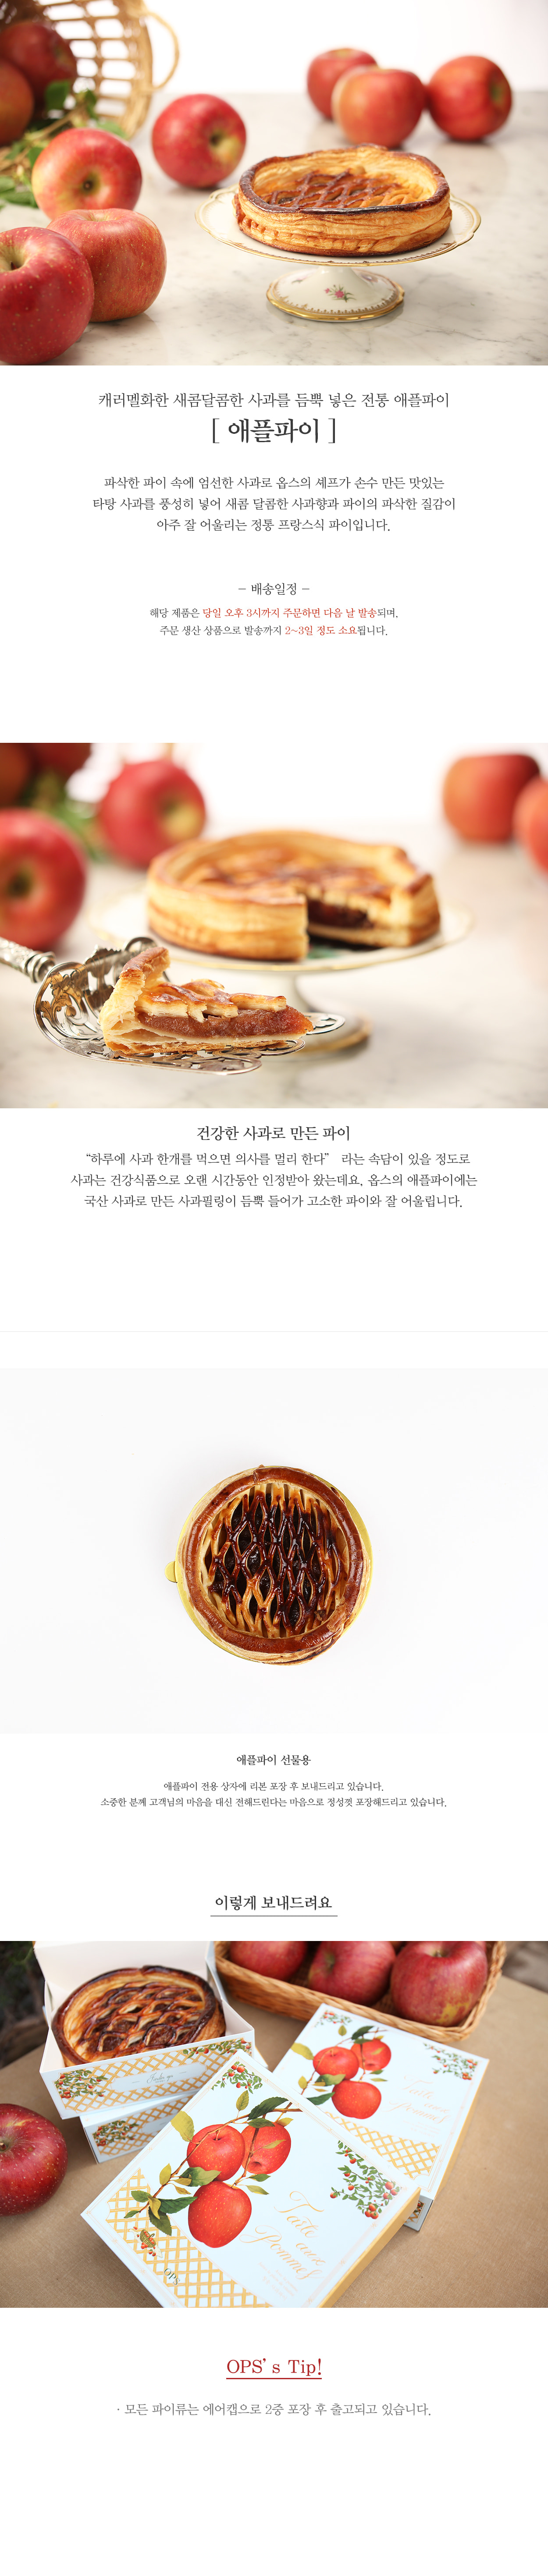 캐러멜화한 새콤달콤한 사과를 듬뿍 넣은 전통 애플파이
[ 애플파이 ]
파삭한 파이 속에 엄선한 사과로 옵스의 셰프가 손수 만든 맛있는
타탕 사과를 풍성히 넣어 새콤 달콤한 사과향과 파이의 파삭한 질감이
아주 잘 어울리는 정통 프랑스식 파이입니다.
– 배송일정 –
해당 제품은 당일 오후 3시까지 주문하면 다음 날 발송되며,
주문 생산 상품으로 발송까지 2~3일 정도 소요됩니다.
건강한 사과로 만든 파이
“하루에 사과 한개를 먹으면 의사를 멀리 한다” 라는 속담이 있을 정도로
사과는 건강식품으로 오랜 시간동안 인정받아 왔는데요, 옵스의 애플파이에는
국산 사과로 만든 사과필링이 듬뿍 들어가 고소한 파이와 잘 어울립니다.
애플파이 선물용
애플파이 전용 상자에 리본 포장 후 보내드리고 있습니다.
소중한 분께 고객님의 마음을 대신 전해드린다는 마음으로 정성껏 포장해드리고 있습니다.
이렇게 보내드려요
Tarte aux
Pommes
OPS
OPS’s Tip!
· 모든 파이류는 에어캡으로 2중 포장 후 출고되고 있습니다.